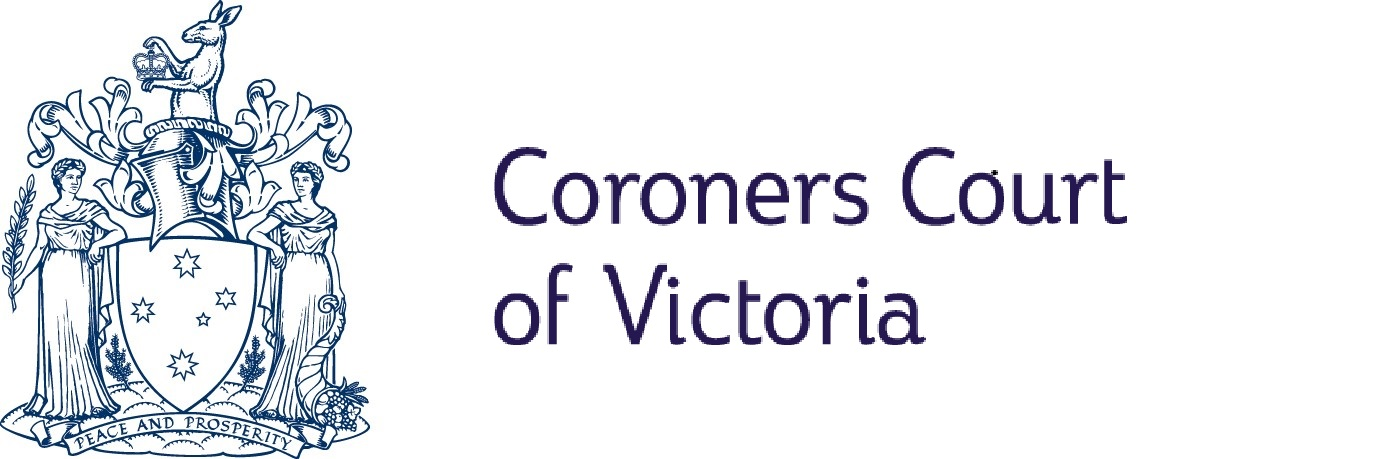 Coroners Court
of Victoria
PEACE AND PROSPERITY